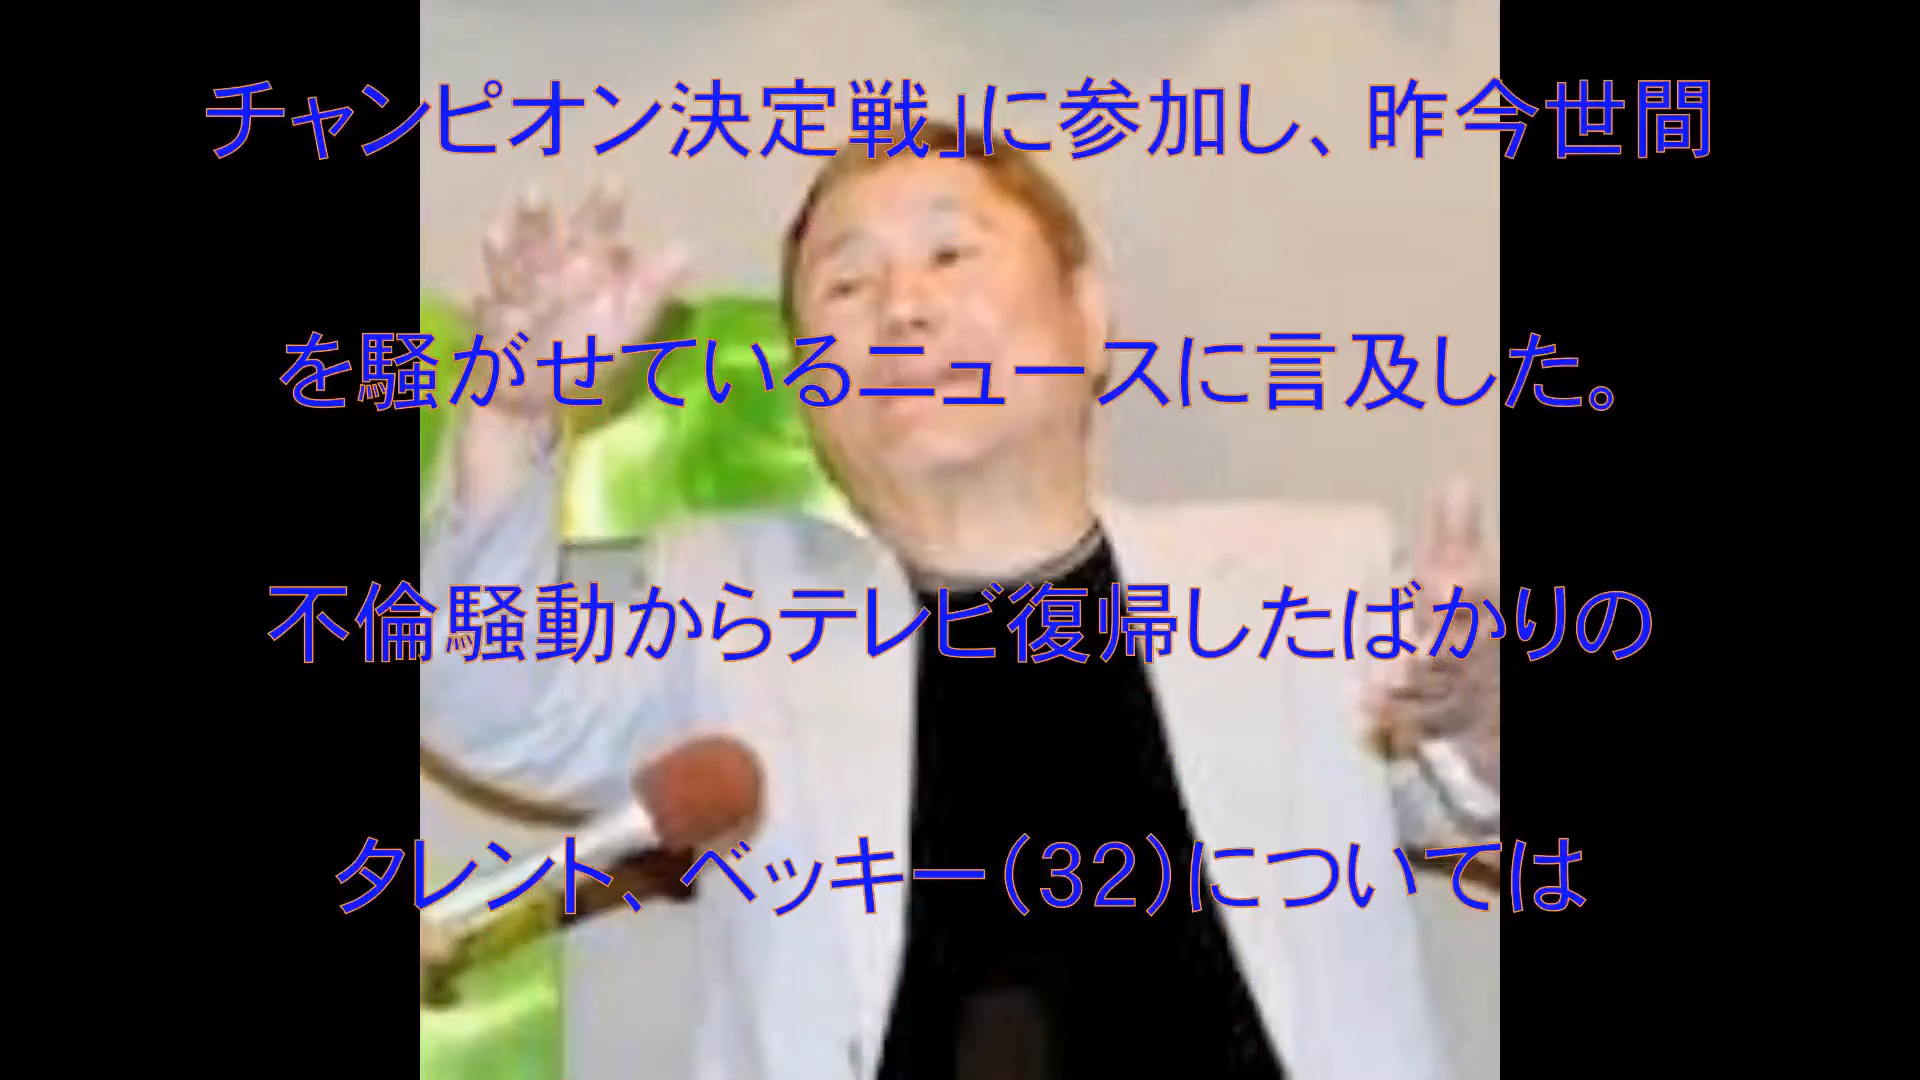 チャンピオン決定戦」に参加し、昨今世間
を騒がせているニュースに言及した。
不倫騒動からテレビ復帰したばかりの
タレント、ベッキー(32)については